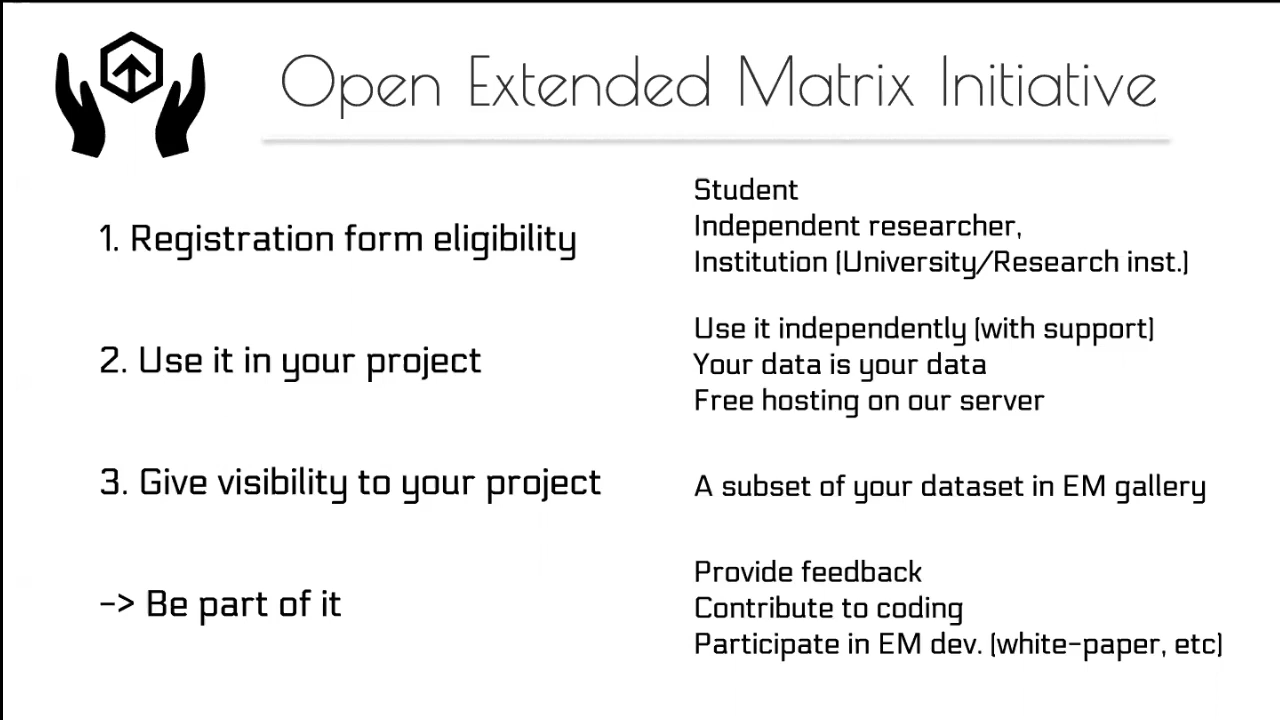 Open Extended Matrix Initiative
1. Registration form eligibility
Student
Independent researcher,
Institution (University/Research inst.)
2. Use it in your project
Use it independently (with support)
Your data is your data
Free hosting on our server
3. Give visibility to your project
A subset of your dataset in EM gallery
-> Be part of it
Provide feedback
Contribute to coding
Participate in EM dev. (white-paper, etc)